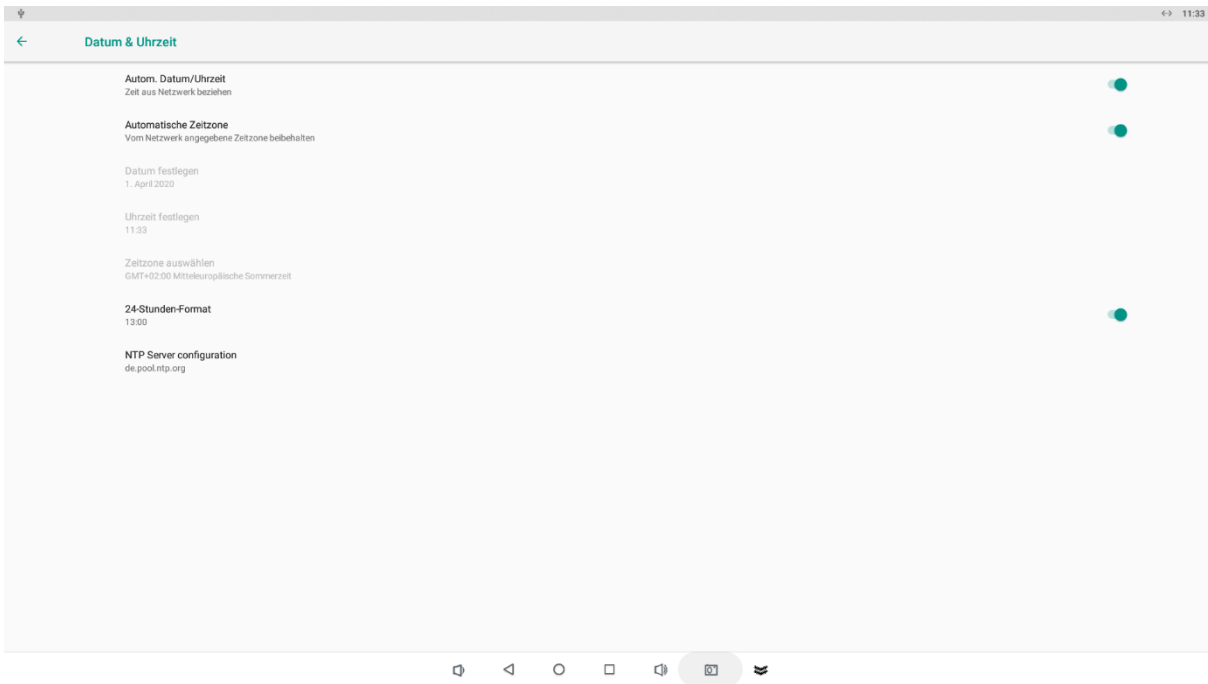 11:33
Datum & Uhrzeit
Autom. Datum/Uhrzeit
Zeit aus Netzwerk beziehen
Automatische Zeitzone
Vom Netzwerk angegebene Zeitzone beibehalten
Datum festlegen
1. April 2020
Uhrzeit festlegen
11:33
Zeitzone auswählen
GMT+02:00 Mitteleuropäische Sommerzeit
24-Stunden-Format
13:00
NTP Server configuration
de.pool.ntp.org